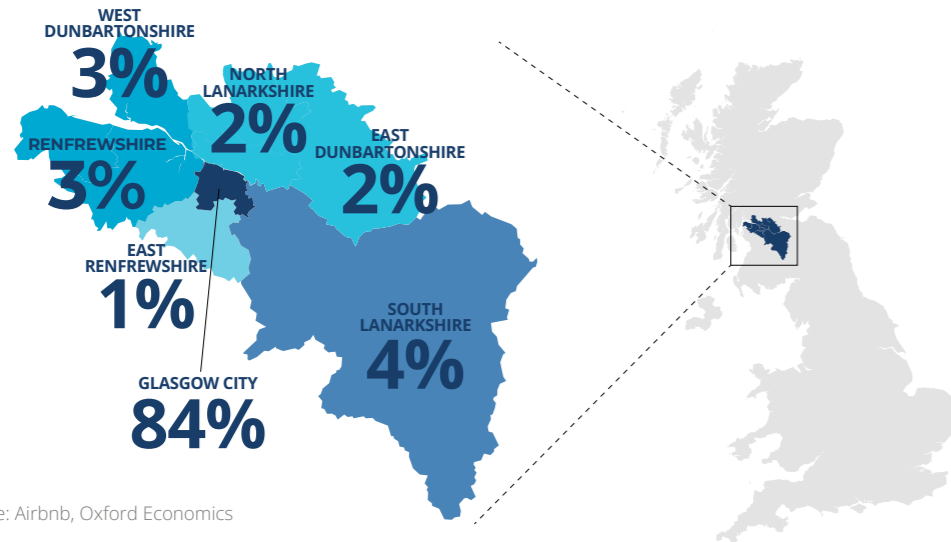 WEST
DUNBARTONSHIRE
3%
NORTH
LANARKSHIRE
2%
EAST
DUNBARTONSHIRE
2%
RENFREWSHIRE
3%
EAST
RENFREWSHIRE
1%
SOUTH
LANARKSHIRE
4%
GLASGOW CITY
84%
e: Airbnb, Oxford Economics